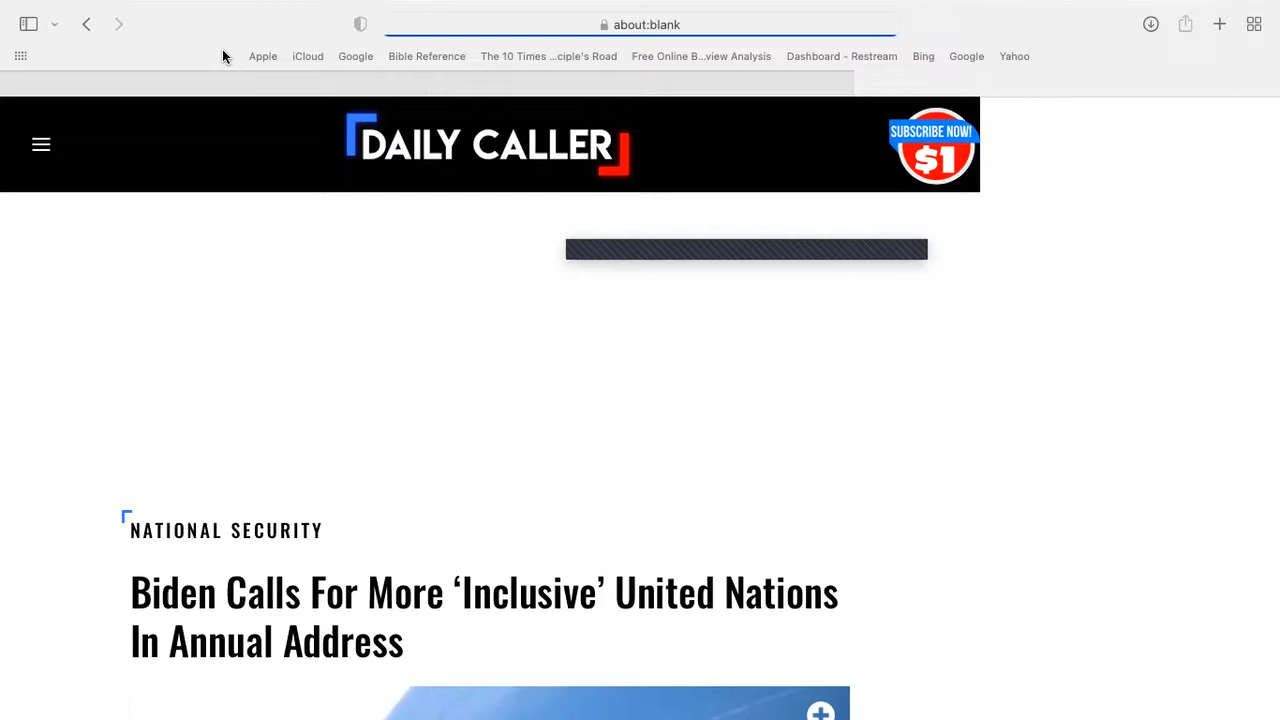 about:blank
Apple iCloud Google Bible Reference The 10 Times ...ciple's Road Free Online B...view Analysis Dashboard - Restream Bing Google Yahoo
DAILY CALLER
SUBSCRIBE NOW!
$1
NATIONAL SECURITY
Biden Calls For More ‘Inclusive’ United Nations
In Annual Address